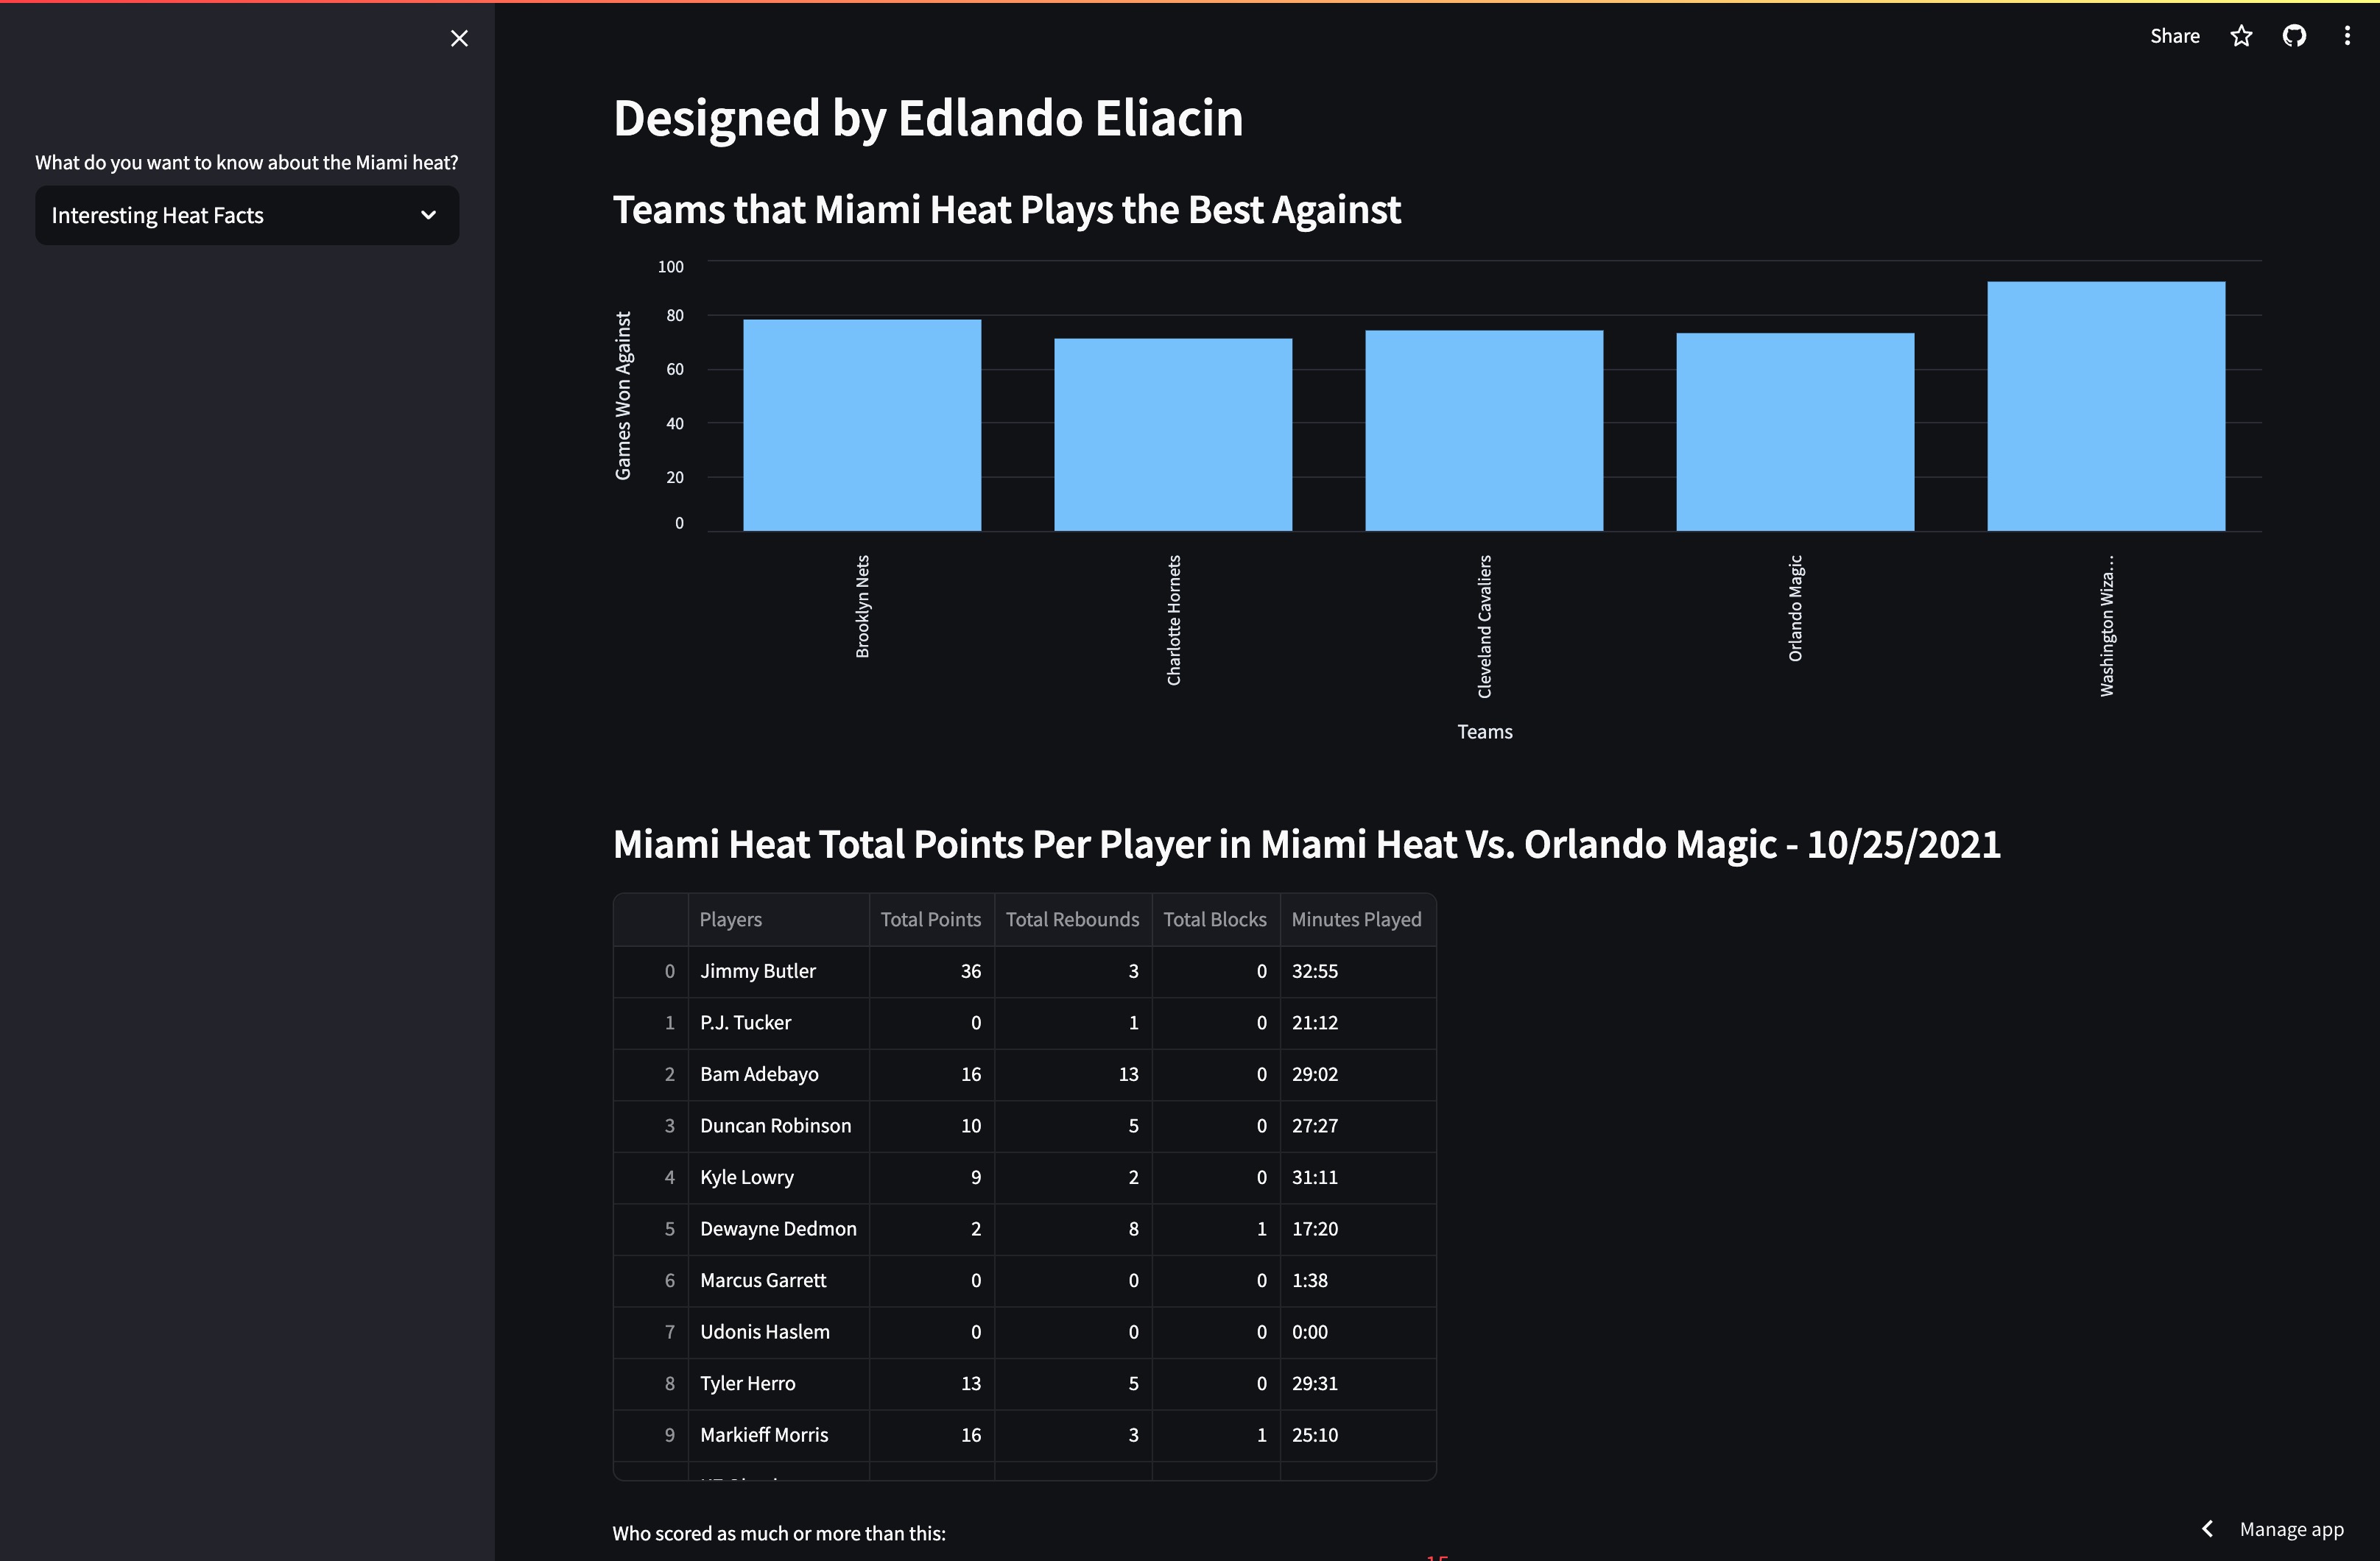 Share
What do you want to know about the Miami heat?
Interesting Heat Facts
Designed by Edlando Eliacin
Teams that Miami Heat Plays the Best Against
Games Won Against
100
80
60
40
20
0
Brooklyn Nets
Charlotte Hornets
Cleveland Cavaliers
Orlando Magic
Washington Wiza…
Teams
Miami Heat Total Points Per Player in Miami Heat Vs. Orlando Magic - 10/25/2021
Players Total Points Total Rebounds Total Blocks Minutes Played
0 Jimmy Butler 36 3 0 32:55
1 P.J. Tucker 0 1 0 21:12
2 Bam Adebayo 16 13 0 29:02
3 Duncan Robinson 10 5 0 27:27
4 Kyle Lowry 9 2 0 31:11
5 Dewayne Dedmon 2 8 1 17:20
6 Marcus Garrett 0 0 0 1:38
7 Udonis Haslem 0 0 0 0:00
8 Tyler Herro 13 5 0 29:31
9 Markieff Morris 16 3 1 25:10
Who scored as much or more than this:
15
Manage app